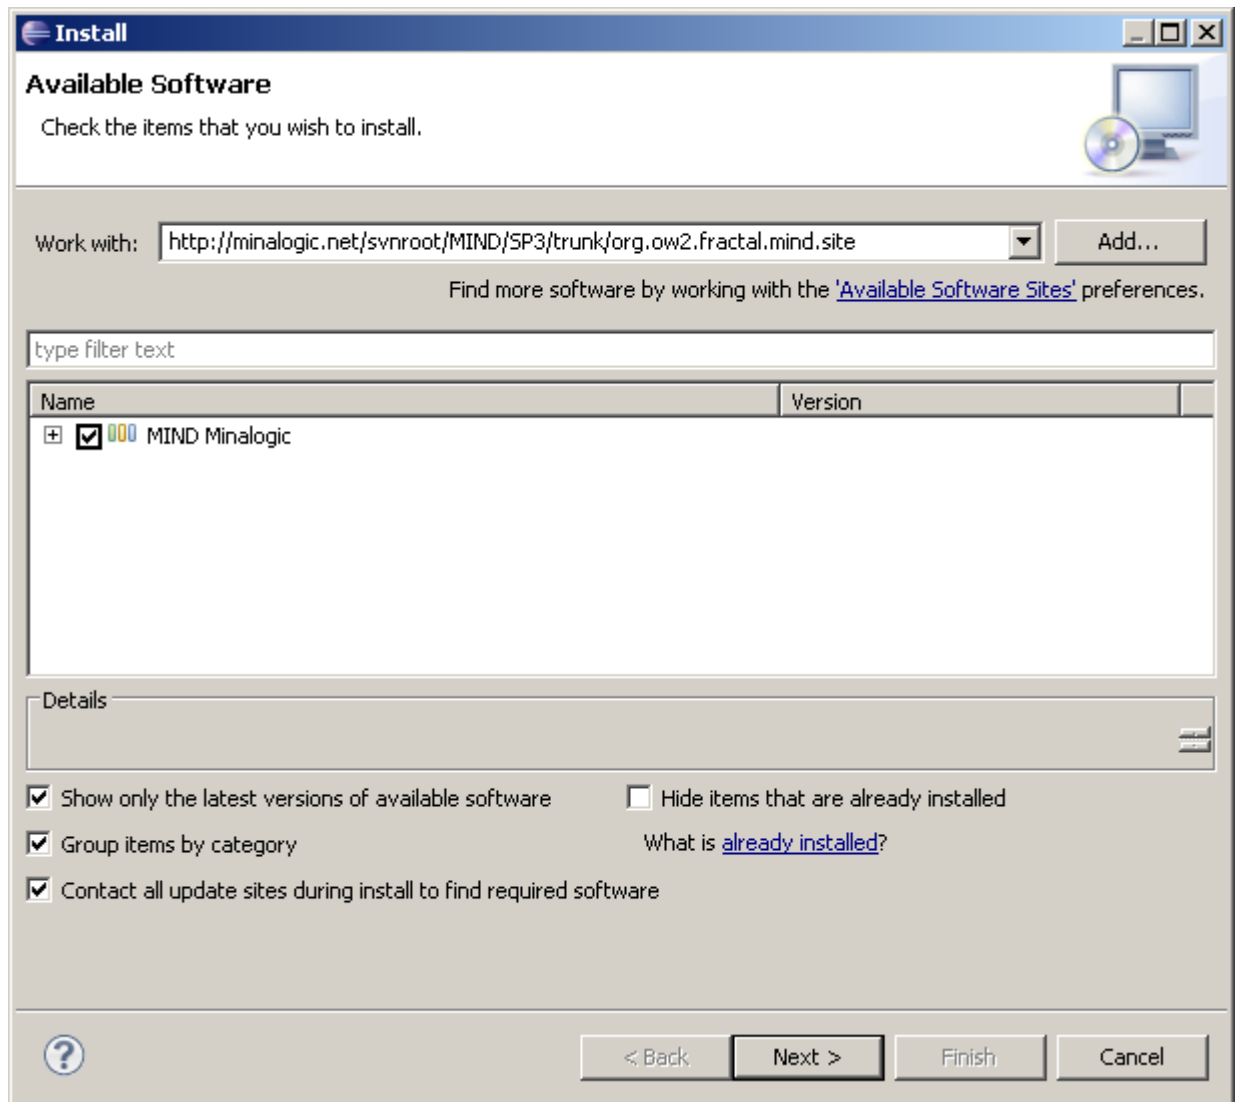 Install
Available Software
Check the items that you wish to install.
Work with: http://minalogic.net/svnroot/MIND/SP3/trunk/org.ow2.fractal.mind.site Add...
Find more software by working with the 'Available Software Sites' preferences.
type filter text
Name Version
MIND Minalogic
Details
Show only the latest versions of available software Hide items that are already installed
Group items by category What is already installed?
Contact all update sites during install to find required software
? < Back Next > Finish Cancel